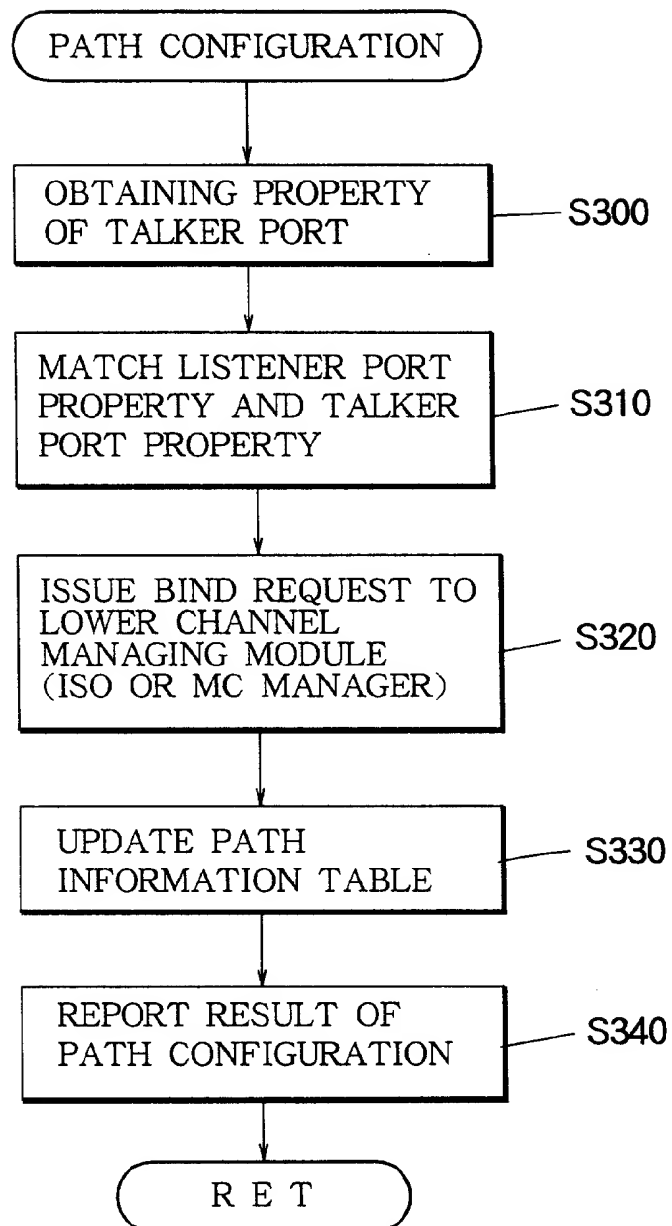 PATH CONFIGURATION
OBTAINING PROPERTY
OF TALKER PORT
S300
MATCH LISTENER PORT
PROPERTY AND TALKER
PORT PROPERTY
S310
ISSUE BIND REQUEST TO
LOWER CHANNEL
MANAGING MODULE
(ISO OR MC MANAGER)
S320
UPDATE PATH
INFORMATION TABLE
S330
REPORT RESULT OF
PATH CONFIGURATION
S340
R E T